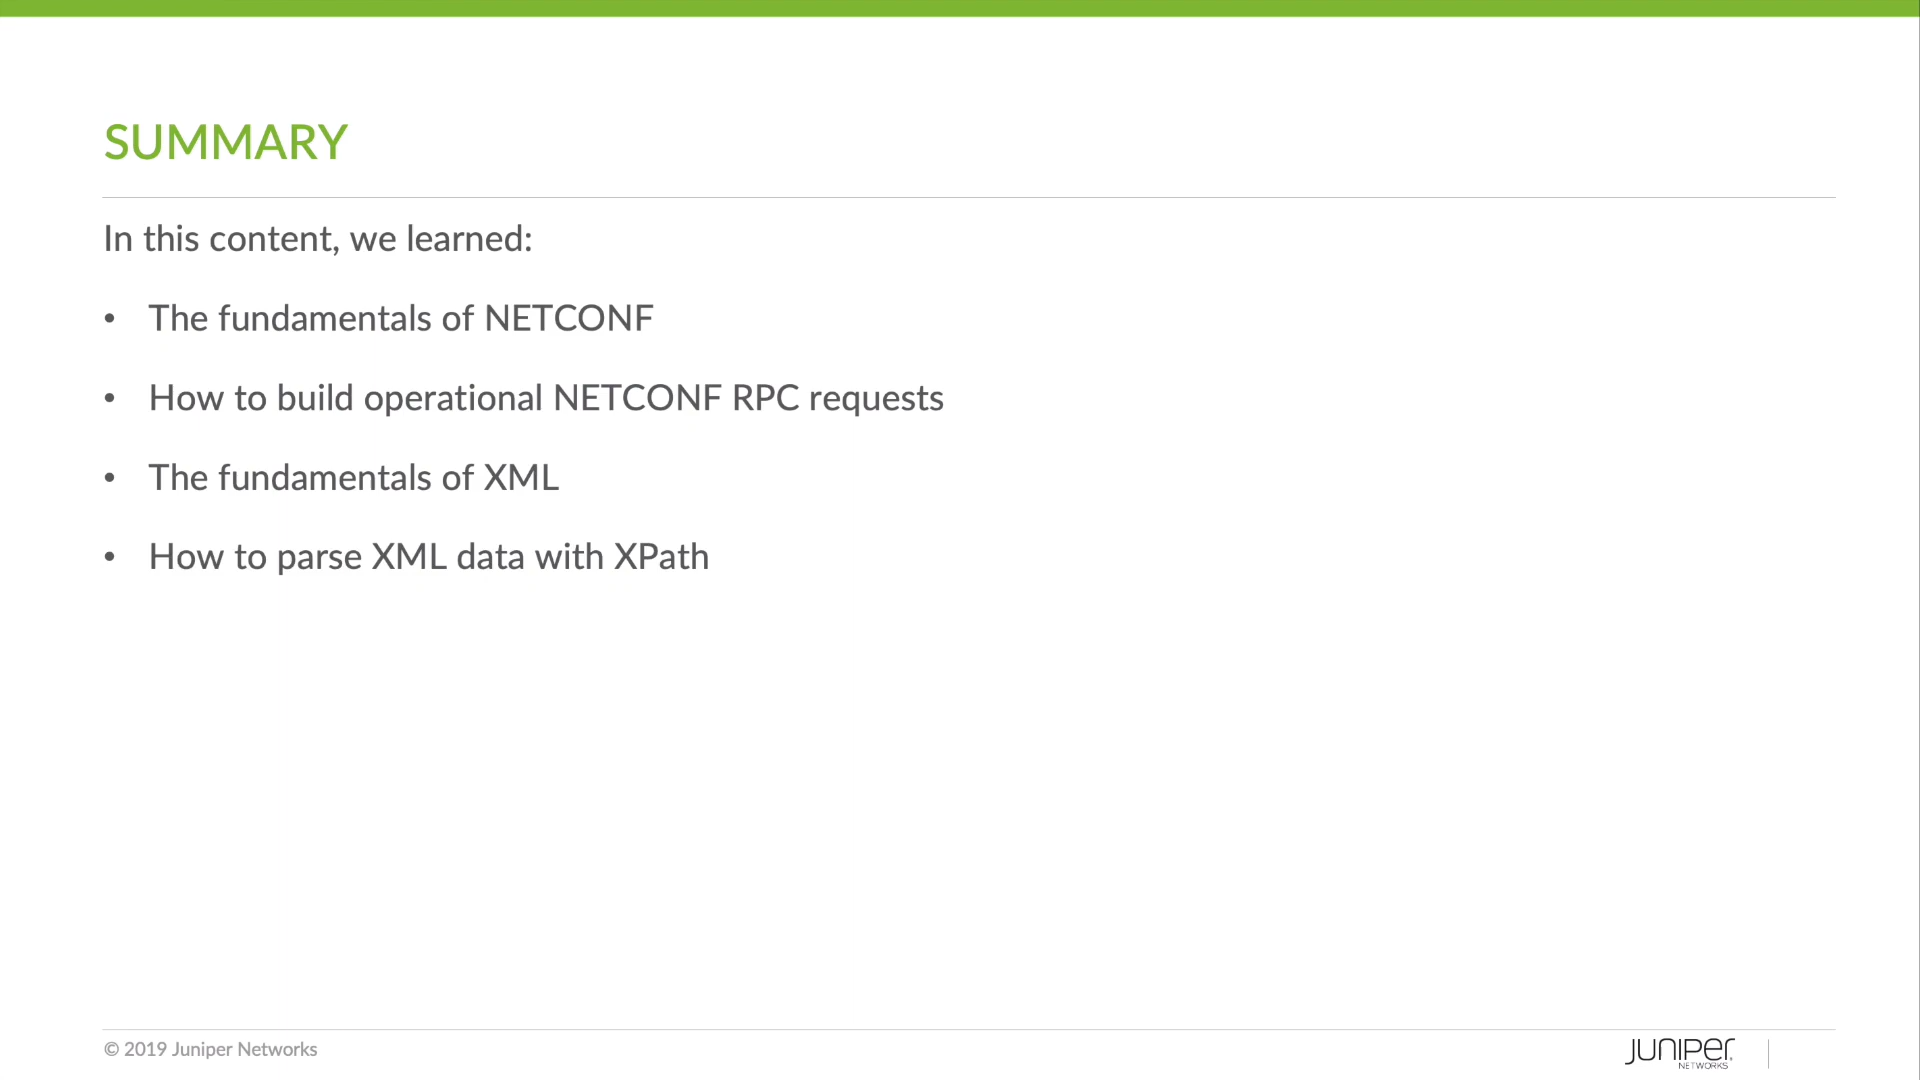 SUMMARY
In this content, we learned:
• The fundamentals of NETCONF
• How to build operational NETCONF RPC requests
• The fundamentals of XML
• How to parse XML data with XPath
© 2019 Juniper Networks
JUNIPEr
NETWORKS